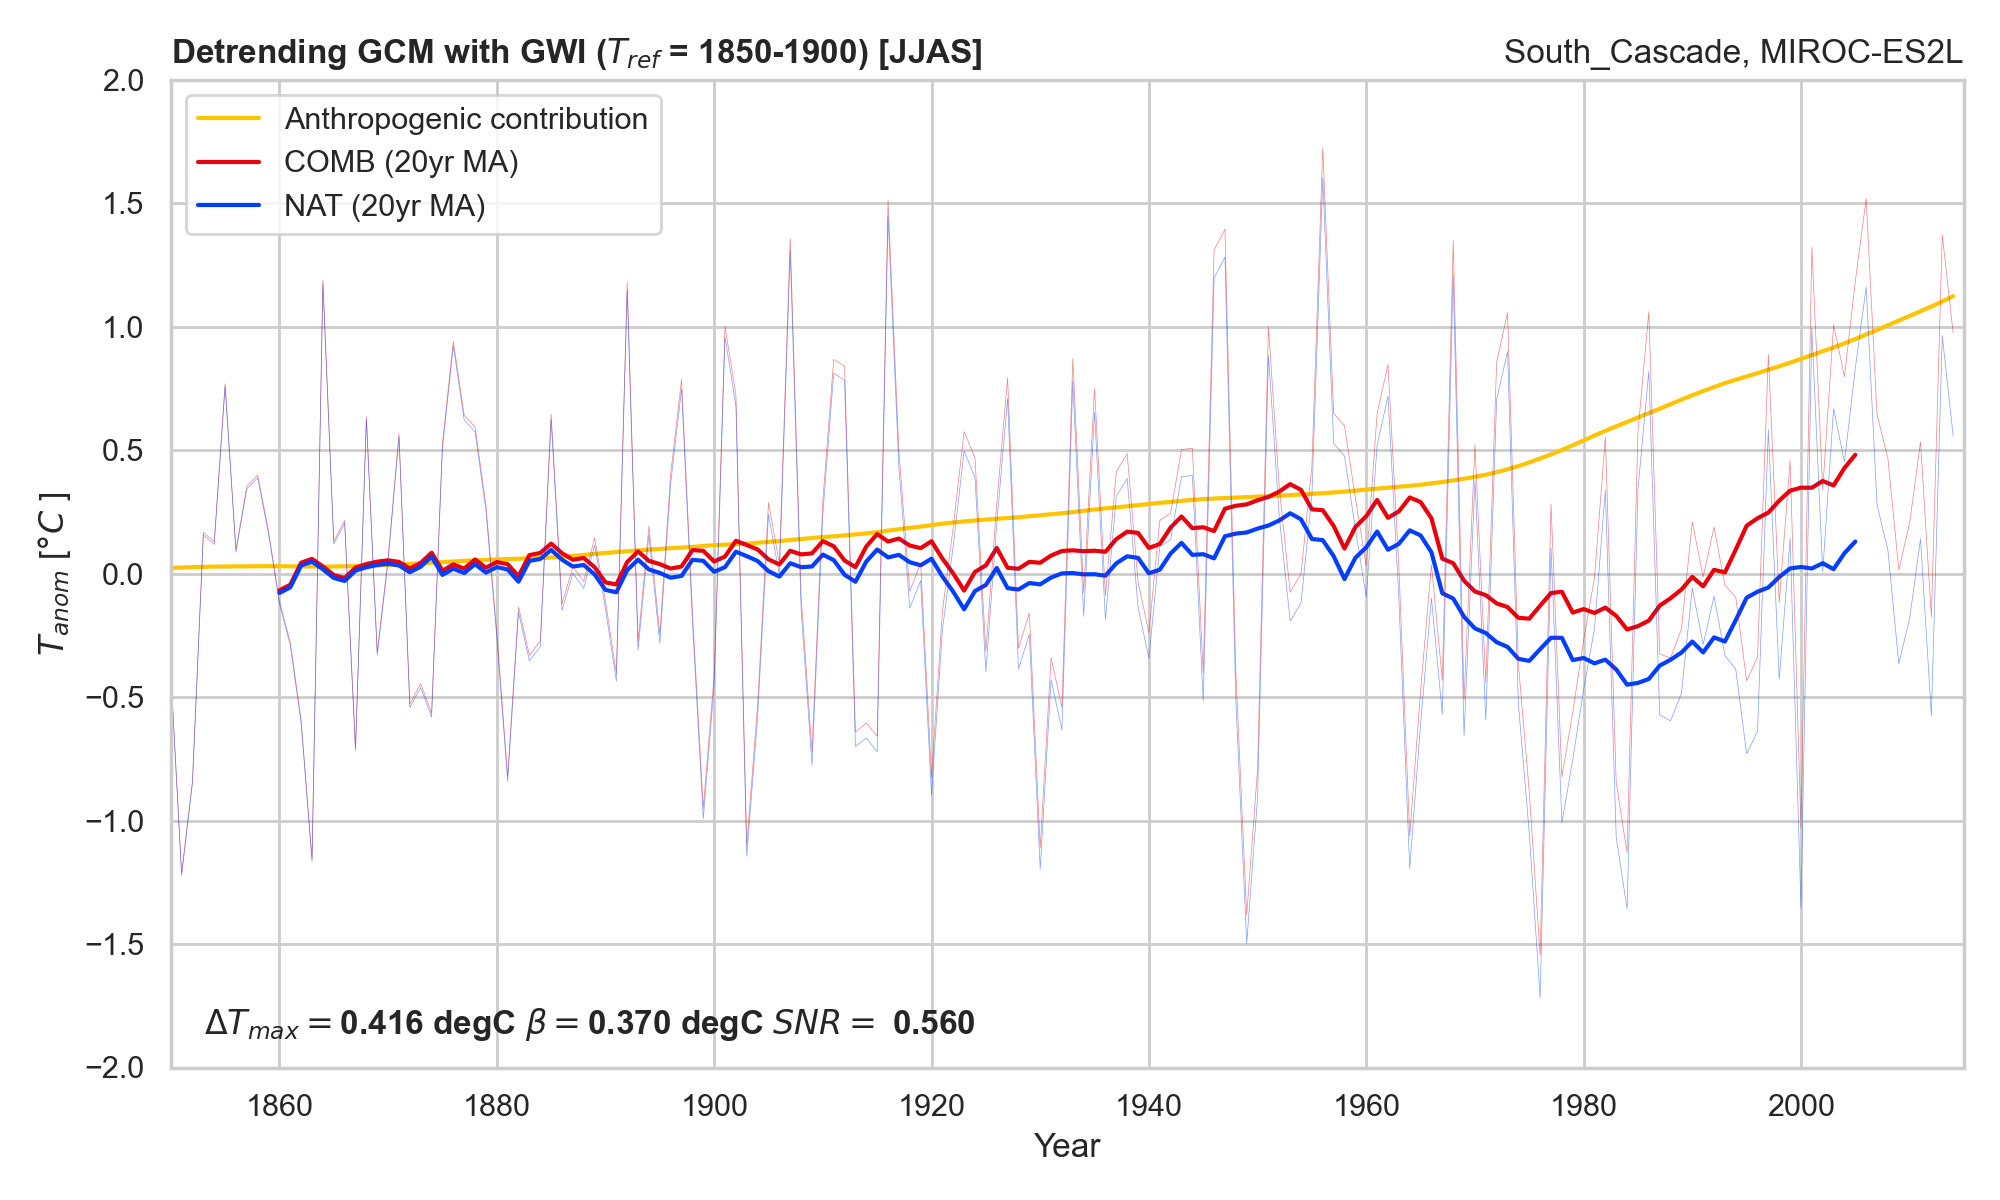 Detrending GCM with GWI (T_ref = 1850-1900) [JJAS]
South_Cascade, MIROC-ES2L
2.0
1.5
1.0
0.5
0.0
−0.5
−1.0
−1.5
−2.0
T_anom [°C ]
Anthropogenic contribution
COMB (20yr MA)
NAT (20yr MA)
ΔT_max = 0.416 degC β = 0.370 degC SNR = 0.560
1860 1880 1900 1920 1940 1960 1980 2000
Year